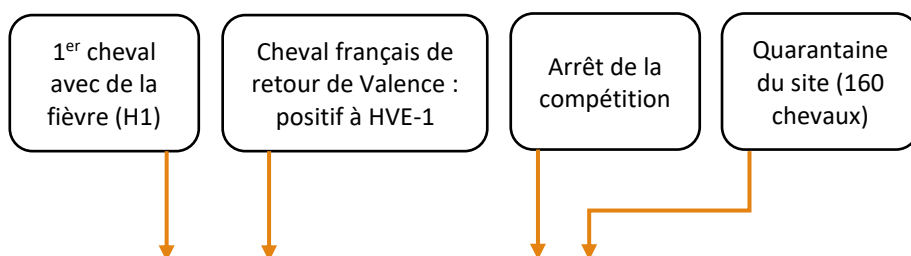 1er cheval
avec de la
fièvre (H1)
Cheval français de
retour de Valence :
positif à HVE-1
Arrêt de la
compétition
Quarantaine
du site (160
chevaux)